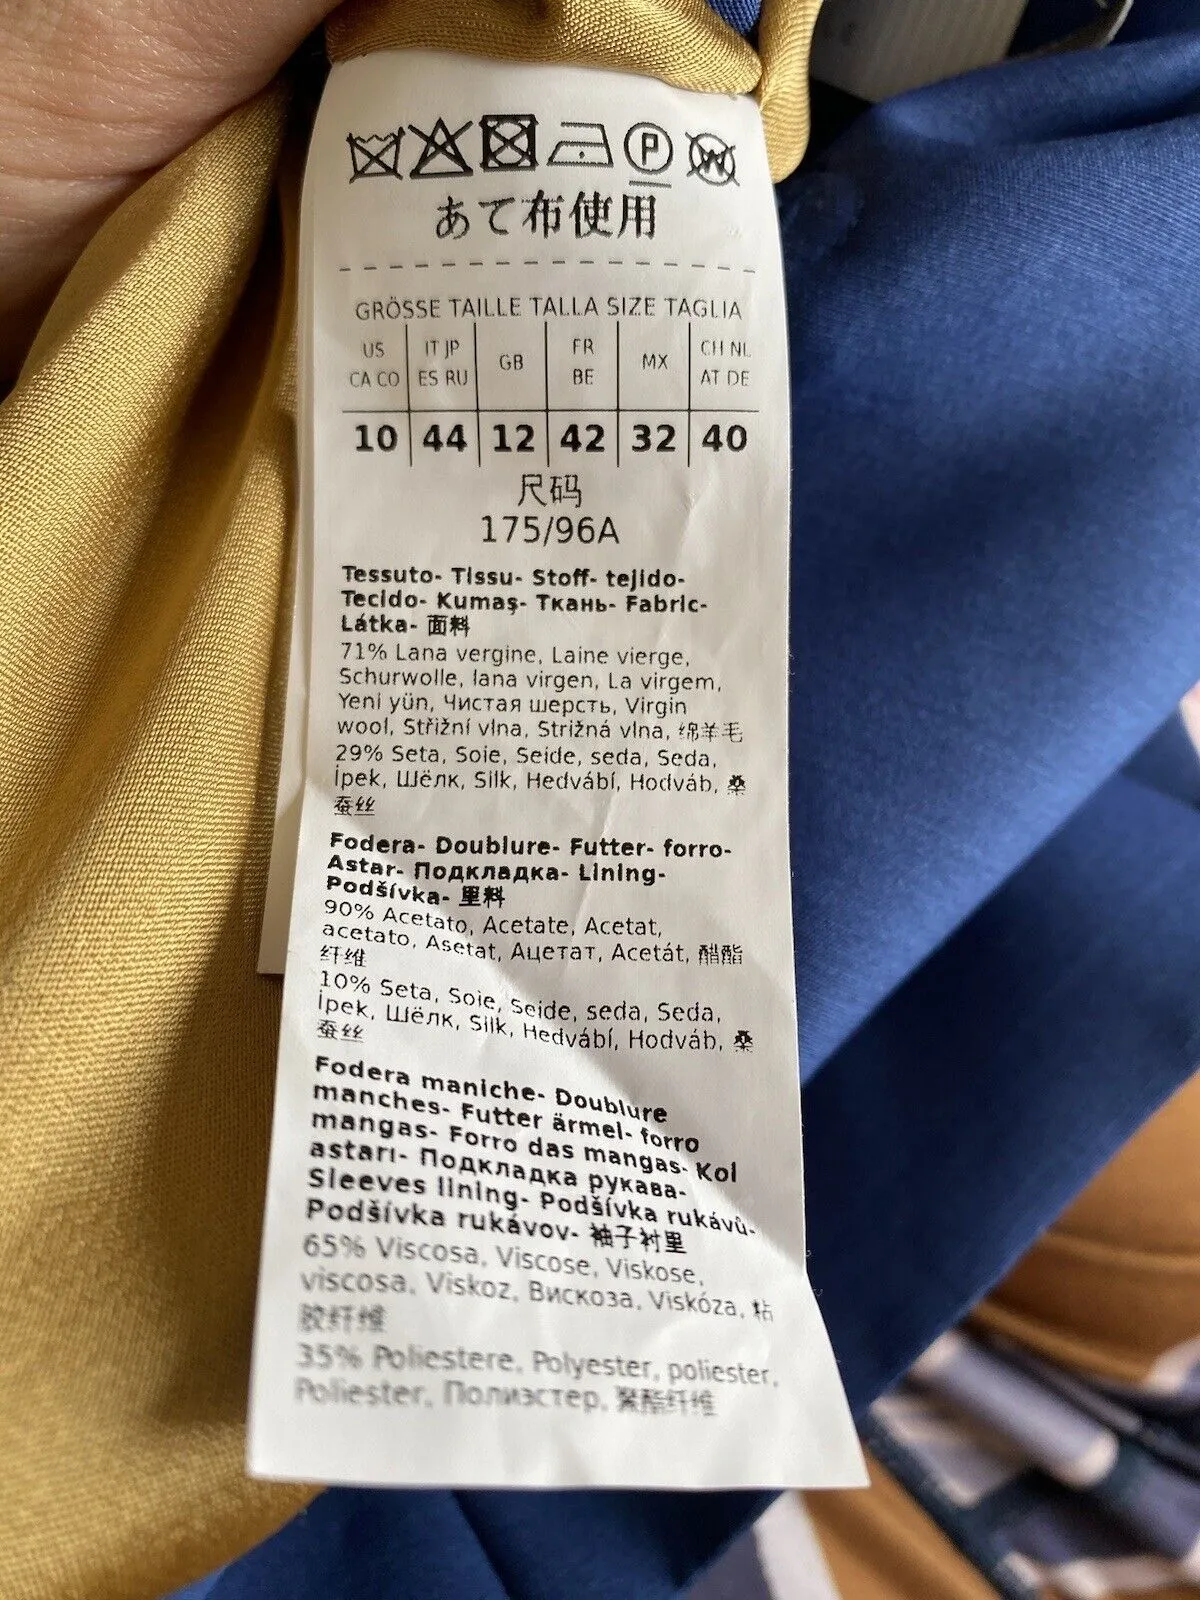 P W
あて布使用
GRÖSSE TAILLE TALLA SIZE TAGLIA
US IT JP GB FR MX CH NL
CA CO ES RU BE AT DE
10 44 12 42 32 40
尺码
175/96A
Tessuto- Tissu- Stoff- tejido-
Tecido- Kumaş- Ткань- Fabric-
Látka- 面料
71% Lana vergine, Laine vierge,
Schurwolle, lana virgen, La virgem,
Yeni yün, Чистая шерсть, Virgin
wool, Střižní vlna, Strižná vlna, 绵羊毛
29% Seta, Soie, Seide, seda, Seda,
İpek, Шёлк, Silk, Hedvábí, Hodváb, 桑
蚕丝
Fodera- Doublure- Futter- forro-
Astar- Подкладка- Lining-
Podšívka- 里料
90% Acetato, Acetate, Acetat,
acetato, Asetat, Ацетат, Acetát, 醋酯
纤维
10% Seta, Soie, Seide, seda, Seda,
İpek, Шёлк, Silk, Hedvábí, Hodváb, 桑
蚕丝
Fodera maniche- Doublure
manches- Futter ärmel- forro
mangas- Forro das mangas- Kol
astarı- Подкладка рукава-
Sleeves lining- Podšívka rukávů-
Podšívka rukávov- 袖子衬里
65% Viscosa, Viscose, Viskose,
viscosa, Viskoz, Вискоза, Viskóza, 粘
胶纤维
35% Poliestere, Polyester, poliester,
Poliester, Полиэстер, 聚酯纤维